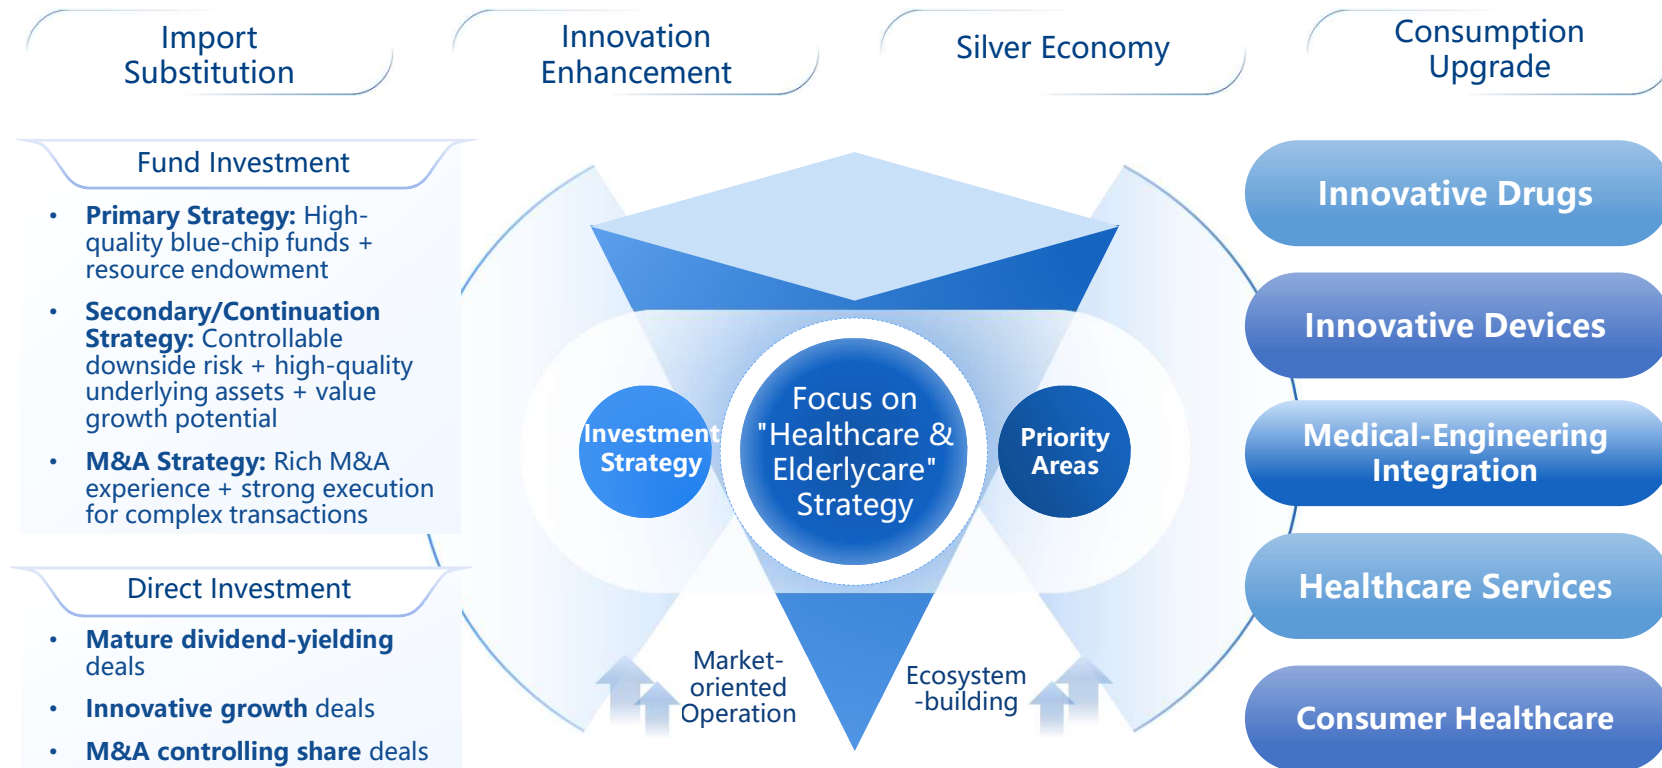 Import
Substitution
Innovation
Enhancement
Silver Economy
Consumption
Upgrade
Fund Investment
• Primary Strategy: High-
quality blue-chip funds +
resource endowment
• Secondary/Continuation
Strategy: Controllable
downside risk + high-quality
underlying assets + value
growth potential
• M&A Strategy: Rich M&A
experience + strong execution
for complex transactions
Direct Investment
• Mature dividend-yielding
deals
• Innovative growth deals
• M&A controlling share deals
Investment
Strategy
Focus on
"Healthcare &
Elderlycare"
Strategy
Priority
Areas
Market-
oriented
Operation
Ecosystem
-building
Innovative Drugs
Innovative Devices
Medical-Engineering
Integration
Healthcare Services
Consumer Healthcare